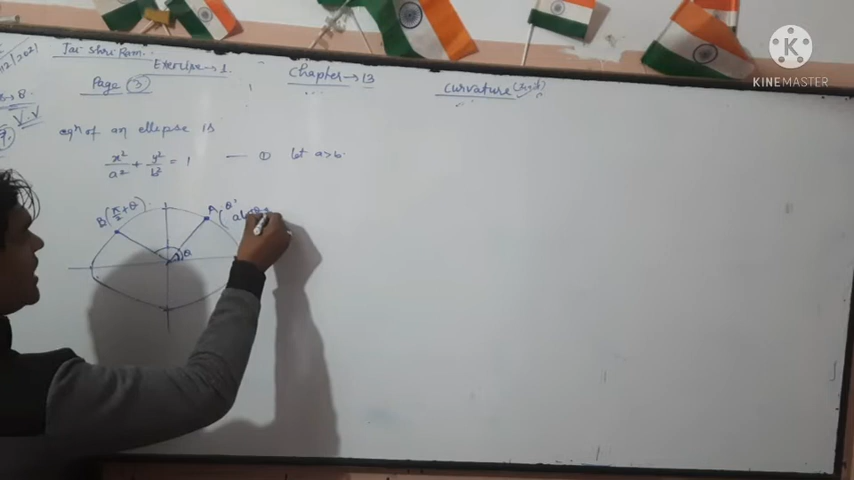 Jai Shri Ram
Exercise→1
Chapter→13
Page (3)
Curvature
eqn of an ellipse is
x²/a² + y²/b² = 1 — ① let a>b.
B(π/2+θ)
A
θ
KINEMASTER